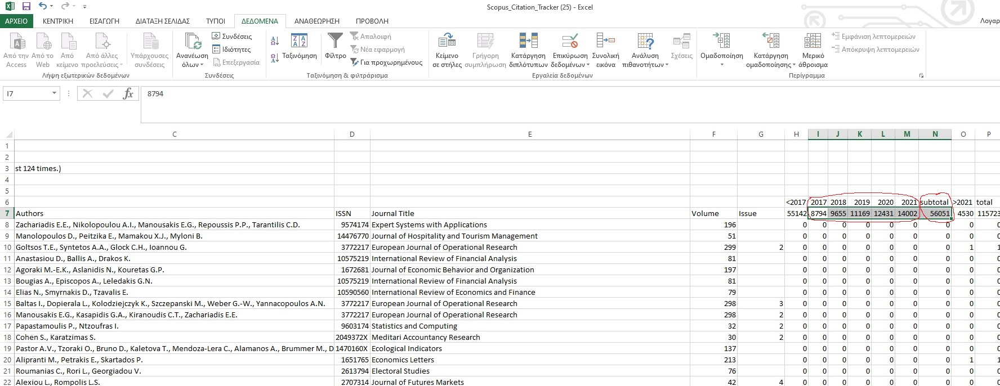 Scopus_Citation_Tracker (25) - Excel
ΑΡΧΕΙΟ ΚΕΝΤΡΙΚΗ ΕΙΣΑΓΩΓΗ ΔΙΑΤΑΞΗ ΣΕΛΙΔΑΣ ΤΥΠΟΙ ΔΕΔΟΜΕΝΑ ΑΝΑΘΕΩΡΗΣΗ ΠΡΟΒΟΛΗ Λογαρ
Από την Access
Από το Web
Από κείμενο
Από άλλες προελεύσεις
Υπάρχουσες συνδέσεις
Λήψη εξωτερικών δεδομένων
Ανανέωση όλων
Συνδέσεις
Ιδιότητες
Επεξεργασία
Συνδέσεις
Ταξινόμηση
Φίλτρο
Απαλοιφή
Νέα εφαρμογή
Για προχωρημένους
Ταξινόμηση & φιλτράρισμα
Κείμενο σε στήλες
Γρήγορη συμπλήρωση
Κατάργηση διπλότυπων
Επικύρωση δεδομένων
Συνολική εικόνα
Ανάλυση πιθανοτήτων
Σχέσεις
Εργαλεία δεδομένων
Ομαδοποίηση
Κατάργηση ομαδοποίησης
Μερικό άθροισμα
Εμφάνιση λεπτομερειών
Απόκρυψη λεπτομερειών
Περίγραμμα
I7 fx 8794
C D E F G H I J K L M N O P
1
2
3 st 124 times.)
4
5
6 <2017 2017 2018 2019 2020 2021 subtotal >2021 total
7 Authors ISSN Journal Title Volume Issue 55142 8794 9655 11169 12431 14002 56051 4530 115723
8 Zachariadis E.E., Nikolopoulou A.I., Manousakis E.G., Repoussis P.P., Tarantilis C.D. 9574174 Expert Systems with Applications 196 0 0 0 0 0 0 0 0 0
9 Manolopoulos D., Peitzika E., Mamakou X.J., Myloni B. 14476770 Journal of Hospitality and Tourism Management 51 0 0 0 0 0 0 0 0 0
10 Goltsos T.E., Syntetos A.A., Glock C.H., Ioannou G. 3772217 European Journal of Operational Research 299 2 0 0 0 0 0 0 0 1 1
11 Anastasiou D., Ballis A., Drakos K. 10575219 International Review of Financial Analysis 81 0 0 0 0 0 0 0 0 0
12 Agoraki M.-E.K., Aslanidis N., Kouretas G.P. 1672681 Journal of Economic Behavior and Organization 197 0 0 0 0 0 0 0 0 0
13 Bougias A., Episcopos A., Leledakis G.N. 10575219 International Review of Financial Analysis 81 0 0 0 0 0 0 0 0 0
14 Elias N., Smyrnakis D., Tzavalis E. 10590560 International Review of Economics and Finance 79 0 0 0 0 0 0 0 0 0
15 Baltas I., Dopierala L., Kolodziejczyk K., Szczepanski M., Weber G.-W., Yannacopoulos A.N. 3772217 European Journal of Operational Research 298 3 0 0 0 0 0 0 0 0 0
16 Manousakis E.G., Kasapidis G.A., Kiranoudis C.T., Zachariadis E.E. 3772217 European Journal of Operational Research 298 2 0 0 0 0 0 0 0 0 0
17 Papastamoulis P., Ntzoufras I. 9603174 Statistics and Computing 32 2 0 0 0 0 0 0 0 0 0
18 Cohen S., Karatzimas S. 2049372X Meditari Accountancy Research 30 2 0 0 0 0 0 0 0 0 0
19 Pastor A.V., Tzoraki O., Bruno D., Kaletova T., Mendoza-Lera C., Alamanos A., Brummer M., D 1470160X Ecological Indicators 137 0 0 0 0 0 0 0 0 0
20 Alipranti M., Petrakis E., Skartados P. 1651765 Economics Letters 213 0 0 0 0 0 0 0 1 1
21 Roumanias C., Rori L., Georgiadou V. 2613794 Electoral Studies 76 0 0 0 0 0 0 0 0 0
22 Alexiou L., Rompolis L.S. 2707314 Journal of Futures Markets 42 4 0 0 0 0 0 0 0 0 0